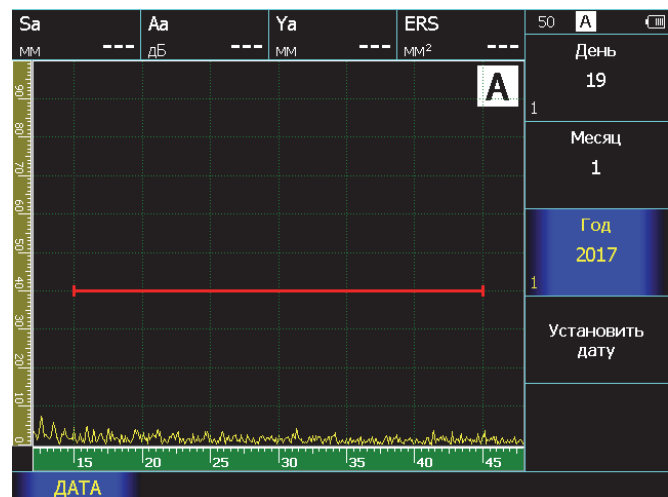 Sa Aa Ya ERS 50 A
мм --- дБ --- мм --- мм² ---
A
День
19
1
Месяц
1
Год
2017
1
Установить
дату
90
80
70
60
50
40
30
20
10
0
15 20 25 30 35 40 45
ДАТА